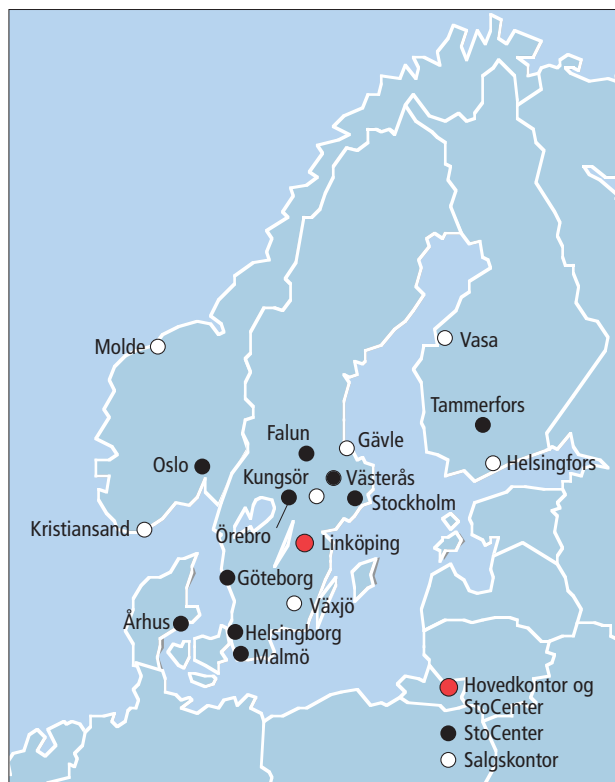 Molde
Vasa
Tammerfors
Falun
Gävle
Oslo
Helsingfors
Kungsör
Västerås
Stockholm
Kristiansand
Örebro
Linköping
Göteborg
Växjö
Århus
Helsingborg
Malmö
Hovedkontor og
StoCenter
StoCenter
Salgskontor